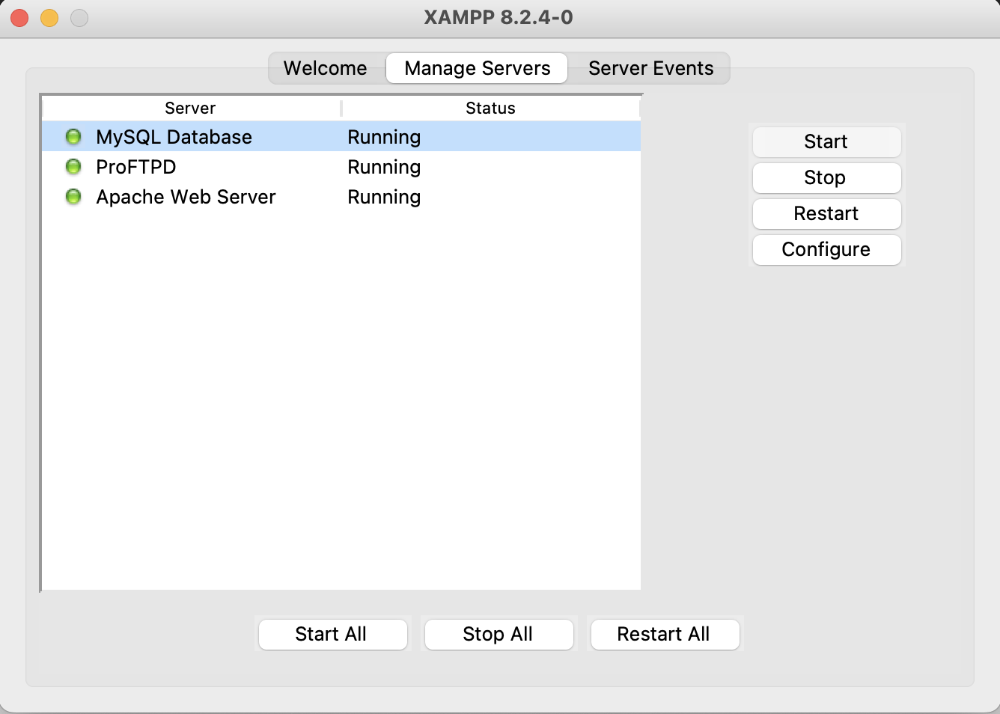 XAMPP 8.2.4-0
Welcome Manage Servers Server Events
Server Status
MySQL Database Running
ProFTPD Running
Apache Web Server Running
Start
Stop
Restart
Configure
Start All Stop All Restart All